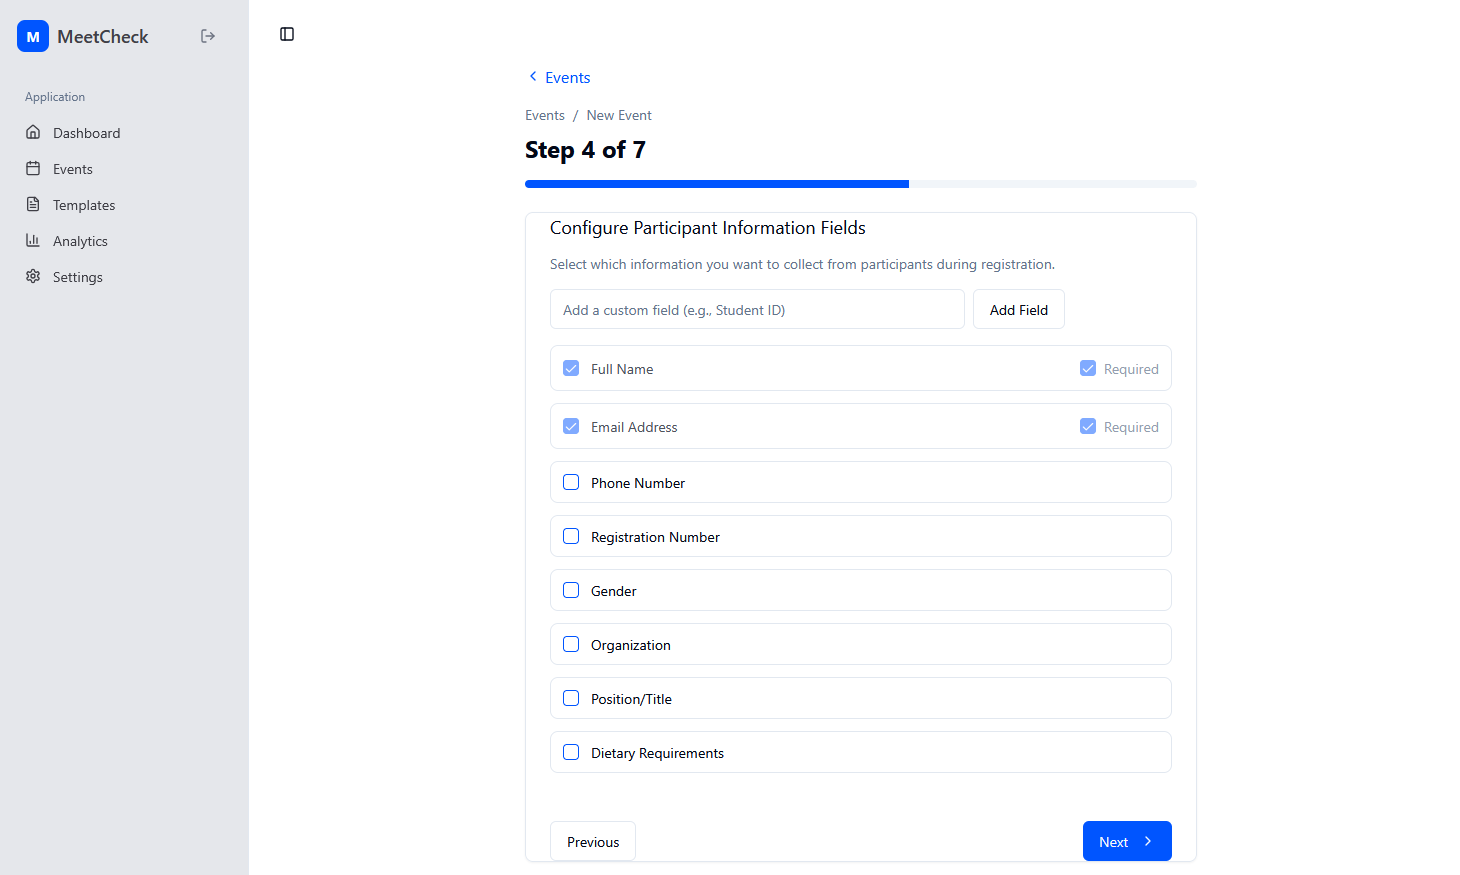 M MeetCheck
Application
Dashboard
Events
Templates
Analytics
Settings
Events
Events / New Event
Step 4 of 7
Configure Participant Information Fields
Select which information you want to collect from participants during registration.
Add a custom field (e.g., Student ID) Add Field
Full Name Required
Email Address Required
Phone Number
Registration Number
Gender
Organization
Position/Title
Dietary Requirements
Previous Next